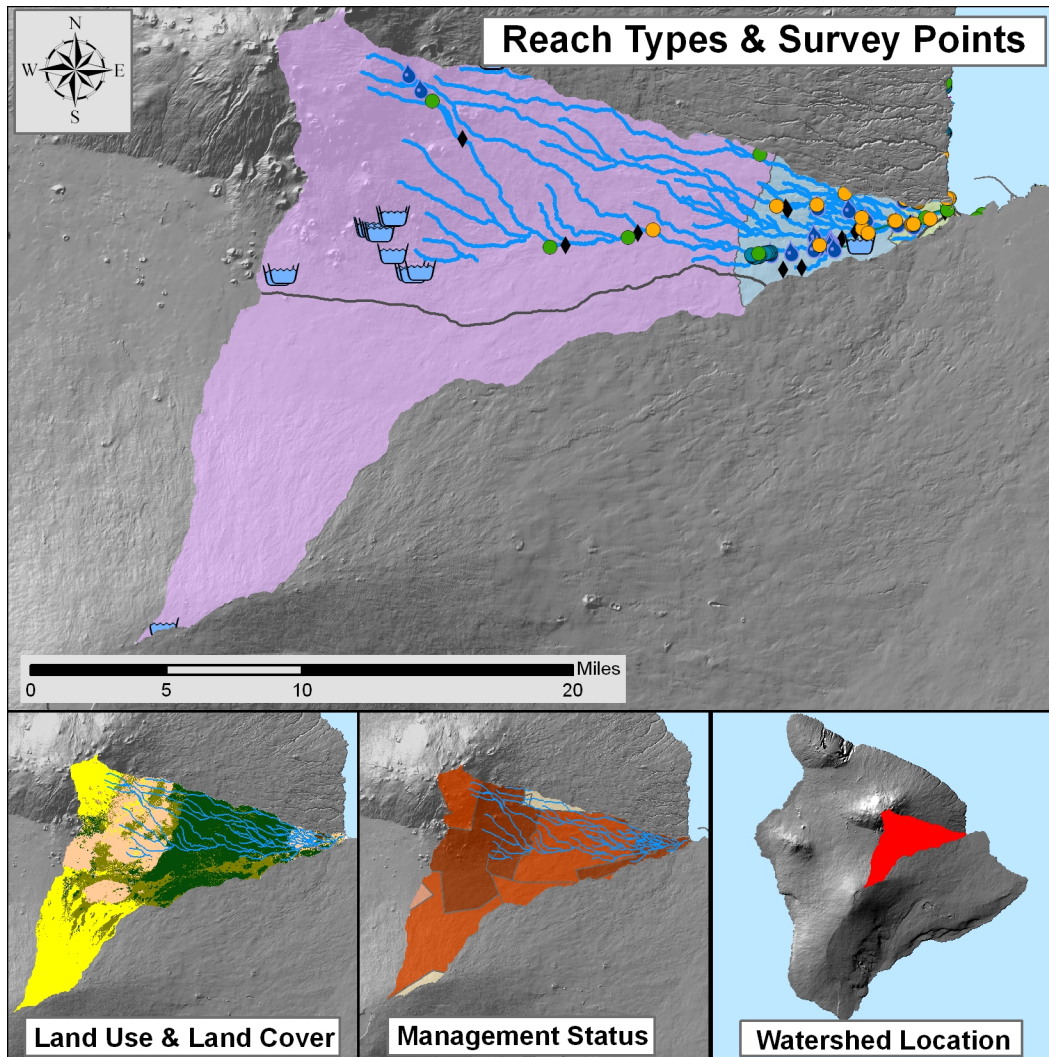 Reach Types & Survey Points
N
W E
S
Miles
0 5 10 20
Land Use & Land Cover
Management Status
Watershed Location